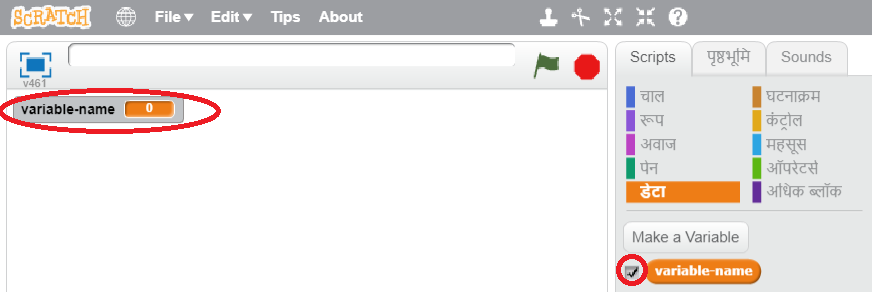 SCRATCH File Edit Tips About
v461
variable-name 0
Scripts पृष्ठभूमि Sounds
चाल घटनाक्रम
रूप कंट्रोल
अवाज महसूस
पेन ऑपरेटर्स
डेटा अधिक ब्लॉक
Make a Variable
variable-name